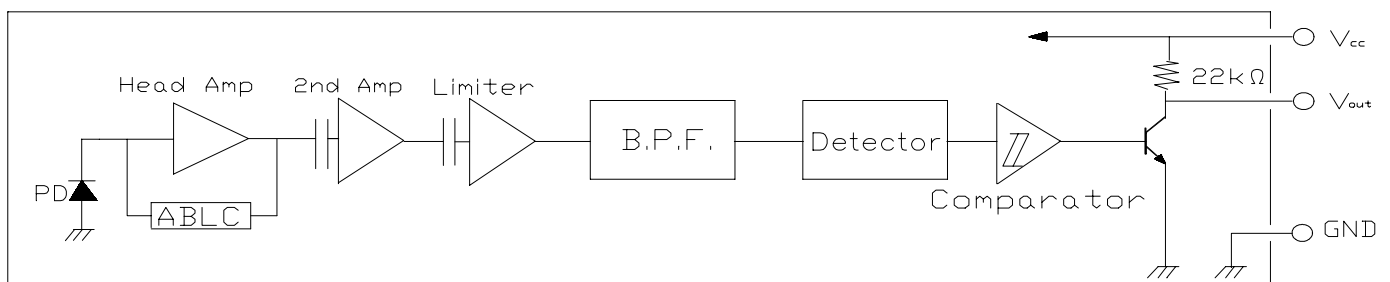 Vcc
Head Amp 2nd Amp Limiter
22kΩ
Vout
B.P.F. Detector
PD
ABLC
Comparator
GND